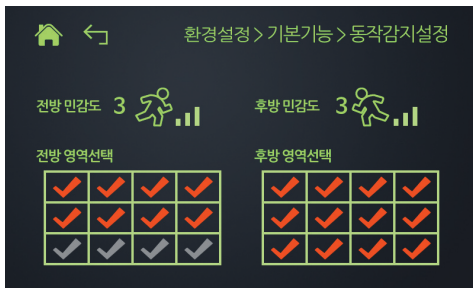 환경설정 > 기본기능 > 동작감지설정
전방 민감도 3
후방 민감도 3
전방 영역선택
후방 영역선택